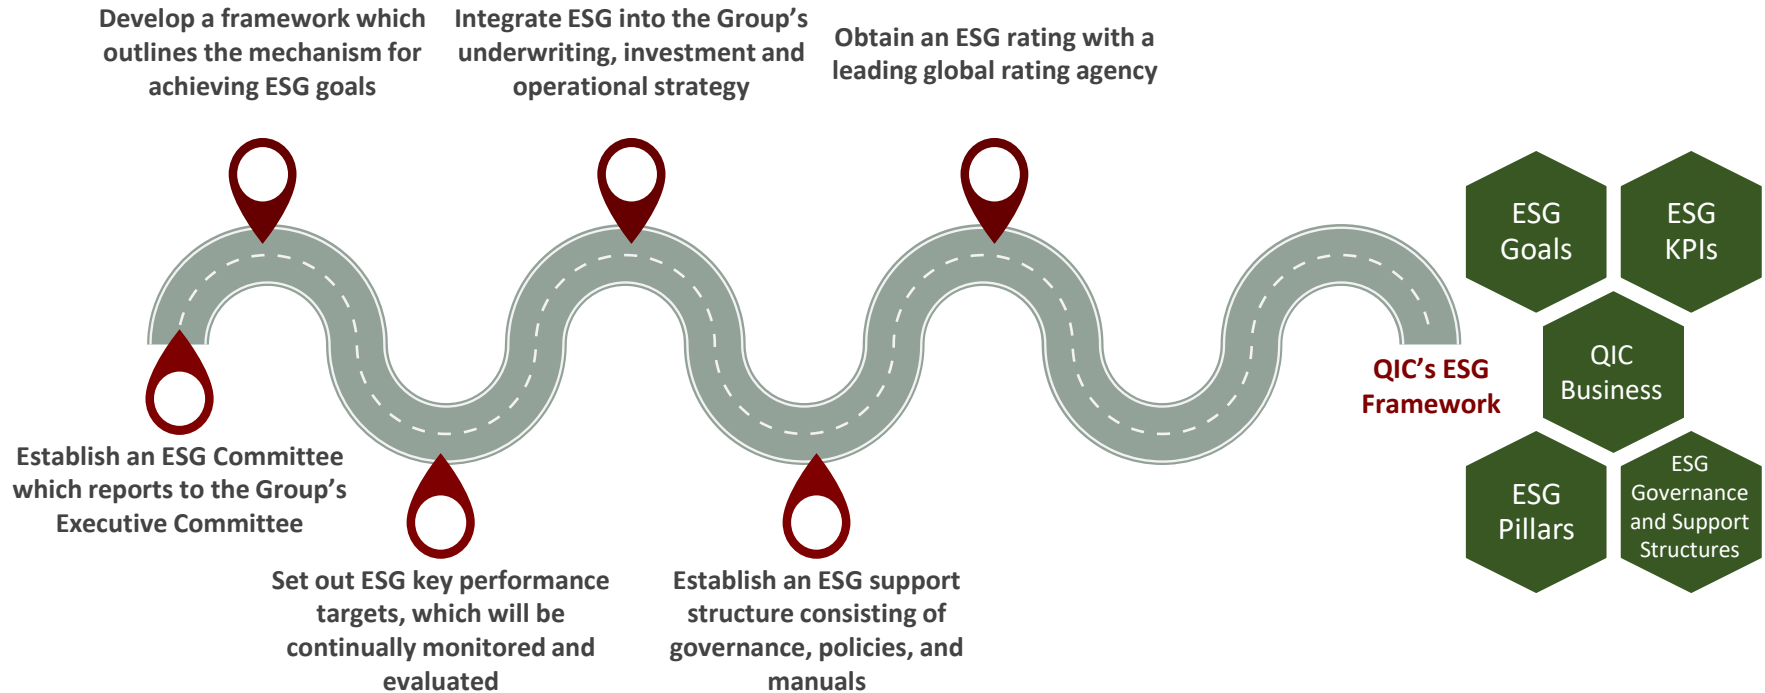 Develop a framework which
outlines the mechanism for
achieving ESG goals
Integrate ESG into the Group’s
underwriting, investment and
operational strategy
Obtain an ESG rating with a
leading global rating agency
Establish an ESG Committee
which reports to the Group’s
Executive Committee
Set out ESG key performance
targets, which will be
continually monitored and
evaluated
Establish an ESG support
structure consisting of
governance, policies, and
manuals
QIC’s ESG
Framework
ESG
Goals
ESG
KPIs
QIC
Business
ESG
Pillars
ESG
Governance
and Support
Structures